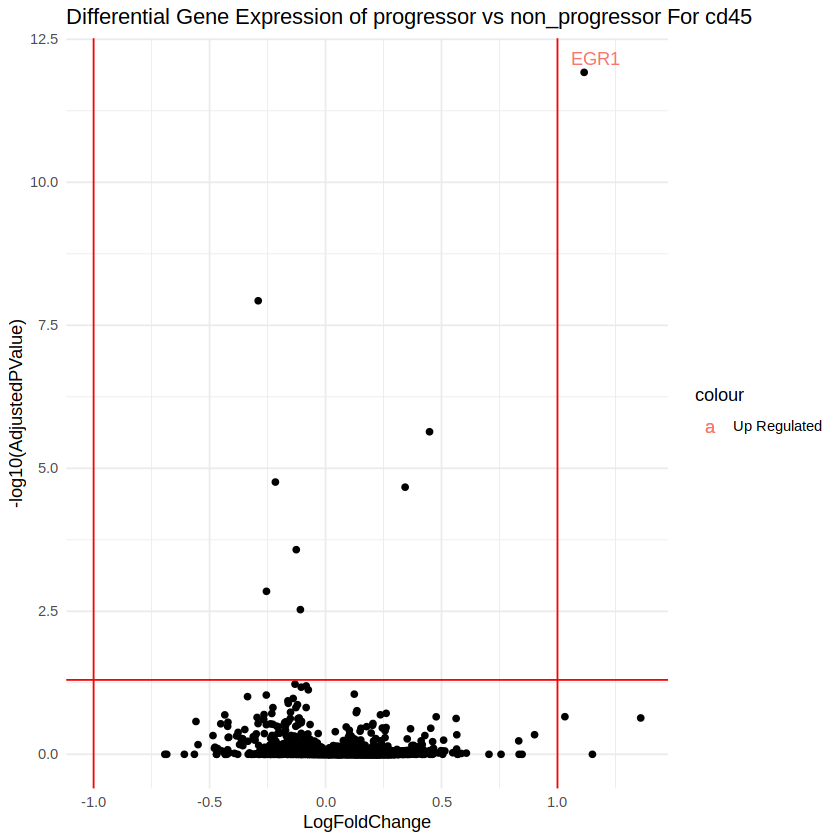 Differential Gene Expression of progressor vs non_progressor For cd45
12.5
EGR1
10.0
7.5
-log10(AdjustedPValue)
colour
a Up Regulated
5.0
2.5
0.0
-1.0 -0.5 0.0 0.5 1.0
LogFoldChange